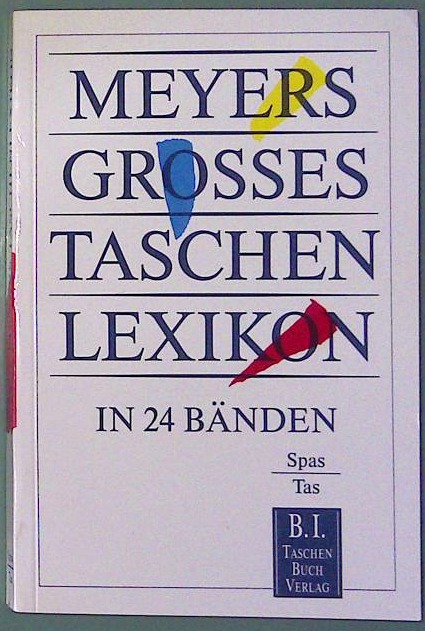 MEYERS
GROSSES
TASCHEN
LEXIKON
IN 24 BÄNDEN
Spas
Tas
B.I.
TASCHEN
BUCH
VERLAG